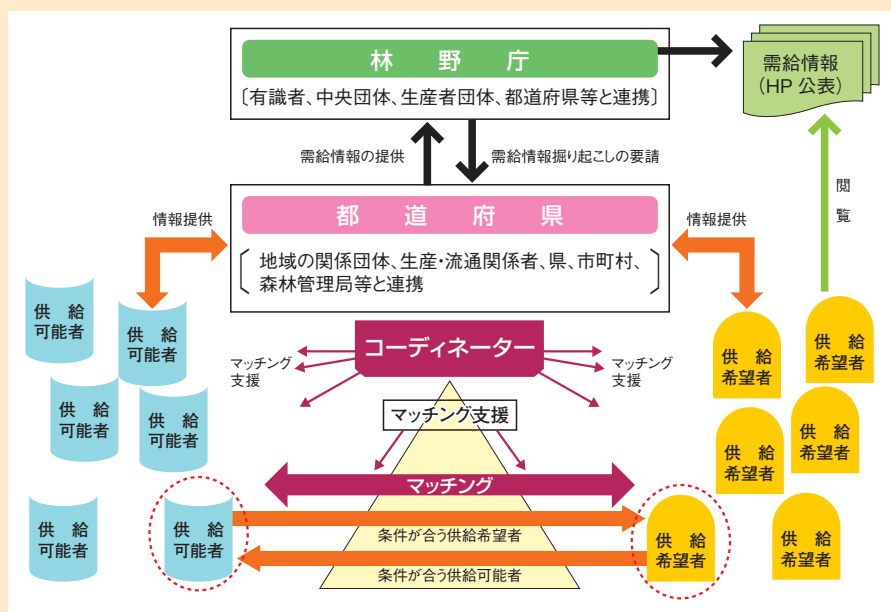 林野庁
〔有識者、中央団体、生産者団体、都道府県等と連携〕
需給情報
(HP 公表)
需給情報の提供
需給情報掘り起こしの要請
閲覧
都道府県
地域の関係団体、生産・流通関係者、県、市町村、
森林管理局等と連携
情報提供
情報提供
コーディネーター
マッチング
支援
マッチング
支援
マッチング支援
マッチング
条件が合う供給希望者
条件が合う供給可能者
供給
可能者
供給
可能者
供給
可能者
供給
可能者
供給
可能者
供給
可能者
供給
希望者
供給
希望者
供給
希望者
供給
希望者
供給
希望者
供給
希望者